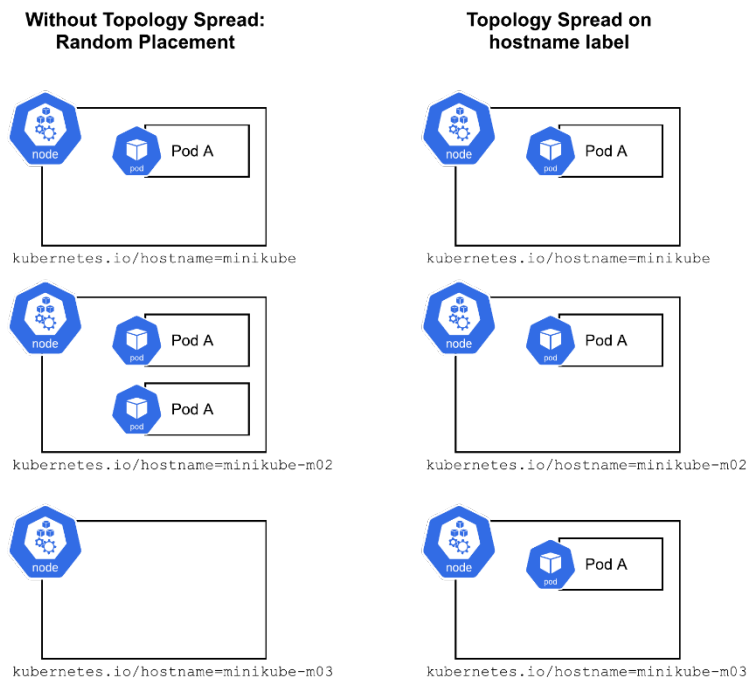 Without Topology Spread:
Random Placement
node
pod
Pod A
kubernetes.io/hostname=minikube
node
pod
Pod A
pod
Pod A
kubernetes.io/hostname=minikube-m02
node
kubernetes.io/hostname=minikube-m03
Topology Spread on
hostname label
node
pod
Pod A
kubernetes.io/hostname=minikube
node
pod
Pod A
kubernetes.io/hostname=minikube-m02
node
pod
Pod A
kubernetes.io/hostname=minikube-m03